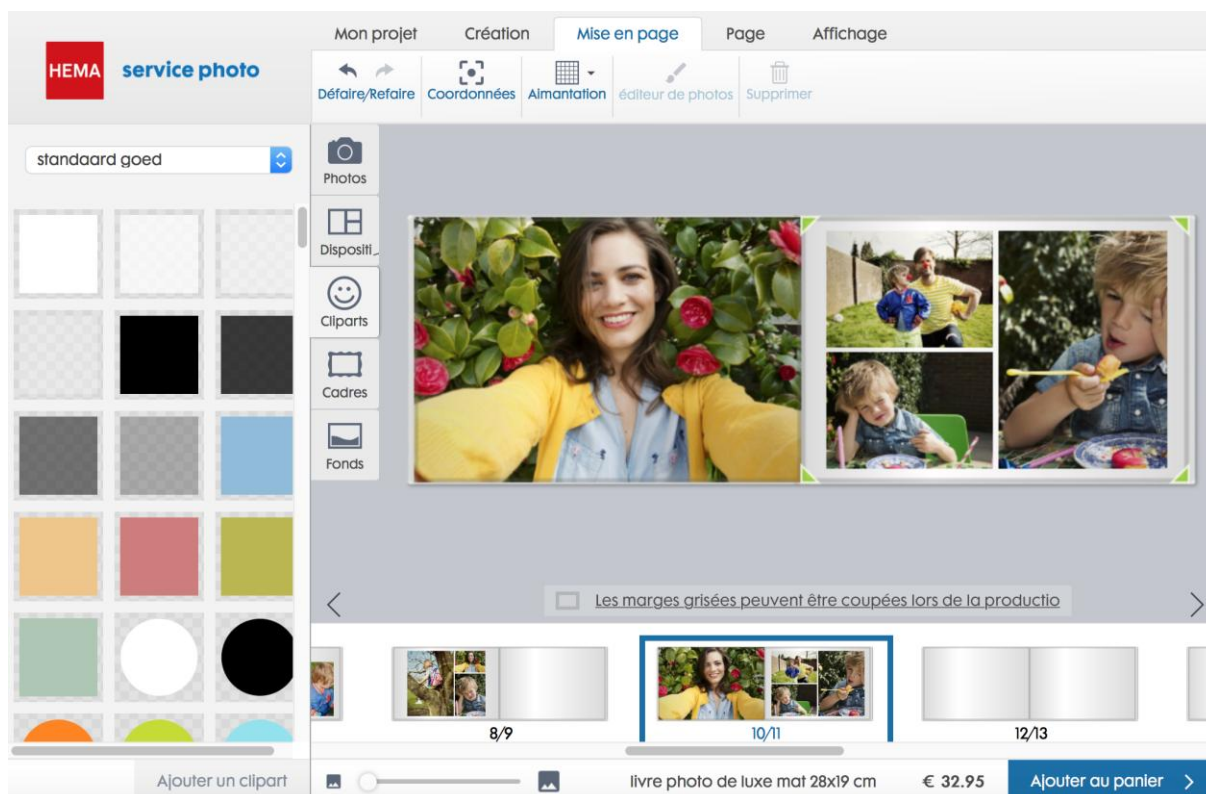 Mon projet Création Mise en page Page Affichage
HEMA service photo
Défaire/Refaire Coordonnées Aimantation éditeur de photos Supprimer
standaard goed
Photos
Dispositi...
Cliparts
Cadres
Fonds
Les marges grisées peuvent être coupées lors de la productio
8/9 10/11 12/13
Ajouter un clipart livre photo de luxe mat 28x19 cm € 32.95 Ajouter au panier